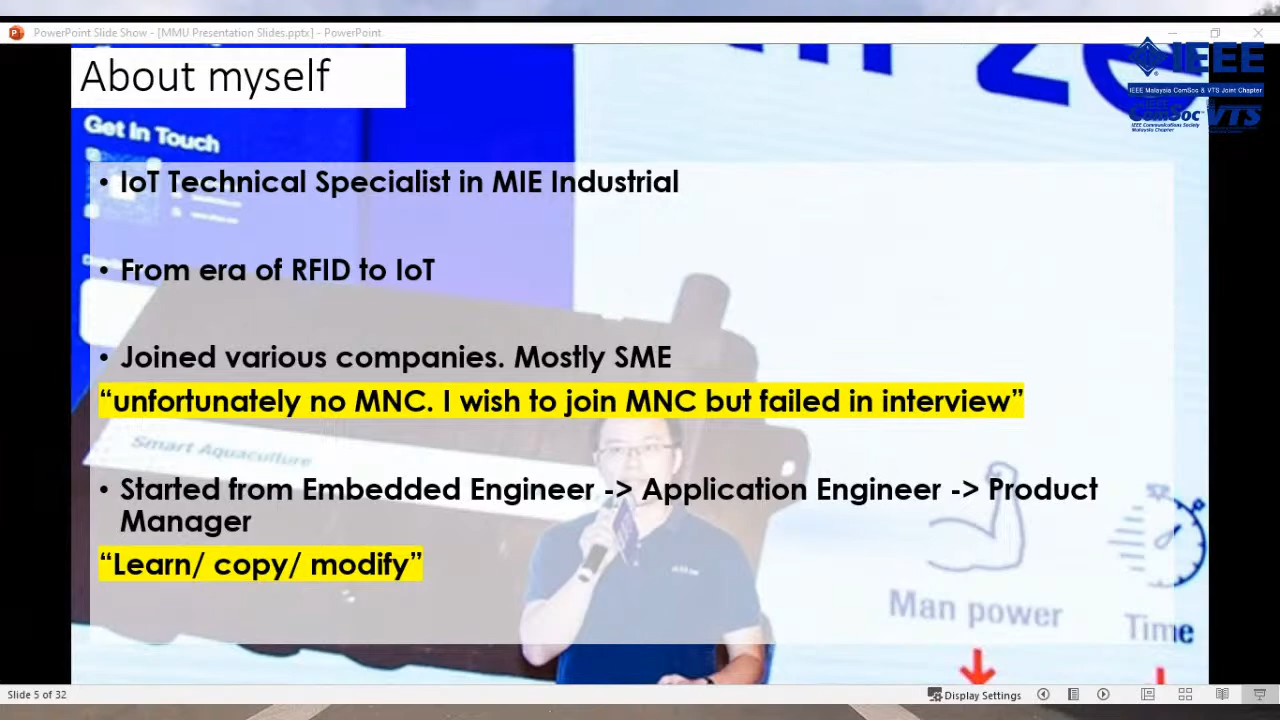 PowerPoint Slide Show - [MMU Presentation Slides.pptx] - PowerPoint
IEEE
IEEE Malaysia ComSoc & VTS Joint Chapter
IEEE
ComSoc VTS
IEEE Communications Society
Malaysia Chapter
About myself
Get In Touch
• IoT Technical Specialist in MIE Industrial
• From era of RFID to IoT
• Joined various companies. Mostly SME
“unfortunately no MNC. I wish to join MNC but failed in interview”
Smart Aquaculture
• Started from Embedded Engineer -> Application Engineer -> Product
Manager
“Learn/ copy/ modify”
Man power
Time
Slide 5 of 32
Display Settings